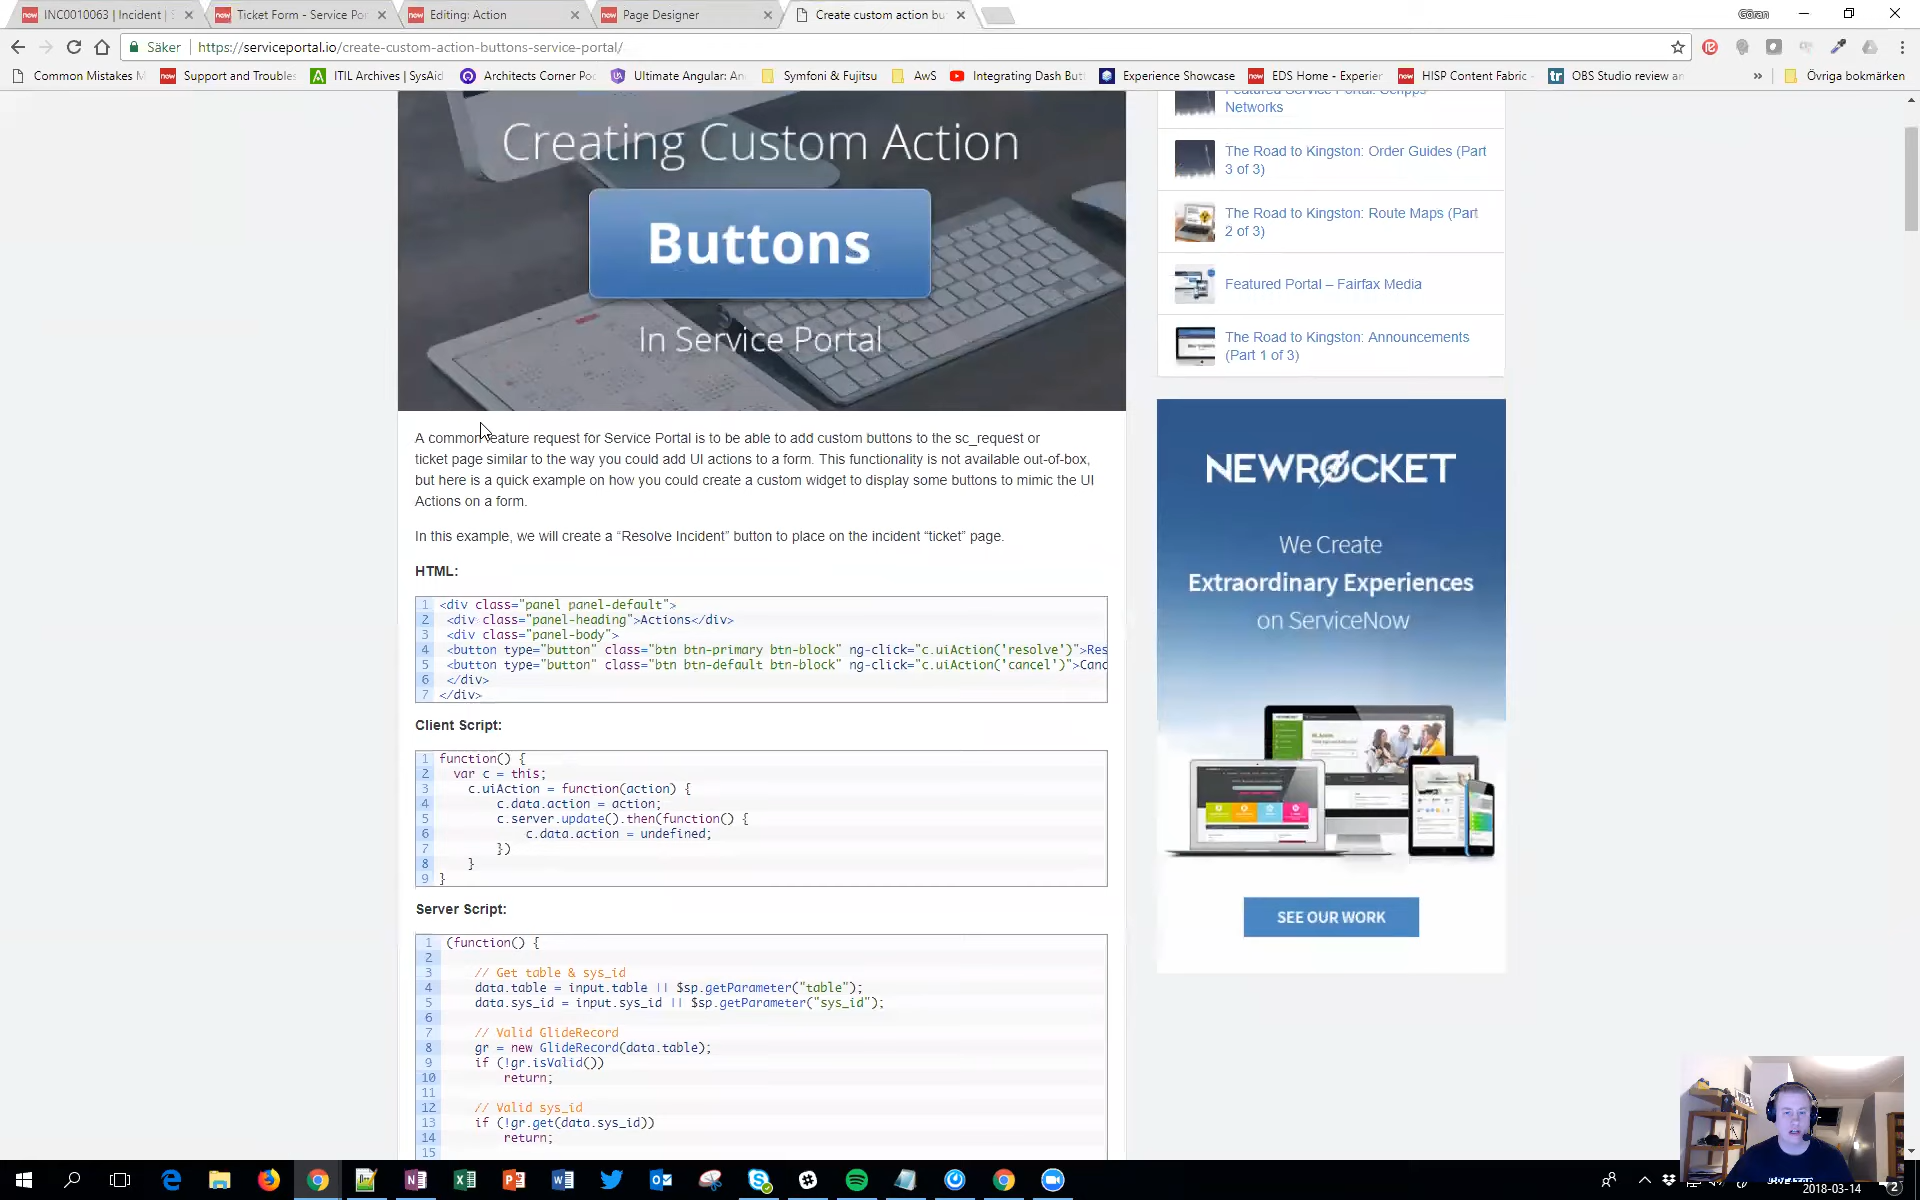 INC0010063 | Incident | S
Ticket Form - Service Po
Editing: Action
Page Designer
Create custom action bu
Göran
Säker
https://serviceportal.io/create-custom-action-buttons-service-portal/
Common Mistakes
Support and Troubles
ITIL Archives | SysAid
Architects Corner Po
Ultimate Angular: An
Symfoni & Fujitsu
AwS
Integrating Dash But
Experience Showcase
EDS Home - Experier
HISP Content Fabric
OBS Studio review an
»
Övriga bokmärken
Creating Custom Action
Buttons
In Service Portal
A common feature request for Service Portal is to be able to add custom buttons to the sc_request or
ticket page similar to the way you could add UI actions to a form. This functionality is not available out-of-box,
but here is a quick example on how you could create a custom widget to display some buttons to mimic the UI
Actions on a form.
In this example, we will create a “Resolve Incident” button to place on the incident “ticket” page.
HTML:
1 <div class="panel panel-default">
2 <div class="panel-heading">Actions</div>
3 <div class="panel-body">
4 <button type="button" class="btn btn-primary btn-block" ng-click="c.uiAction('resolve')">Res
5 <button type="button" class="btn btn-default btn-block" ng-click="c.uiAction('cancel')">Canc
6 </div>
7 </div>
Client Script:
1 function() {
2 var c = this;
3 c.uiAction = function(action) {
4 c.data.action = action;
5 c.server.update().then(function() {
6 c.data.action = undefined;
7 })
8 }
9 }
Server Script:
1 (function() {
2
3 // Get table & sys_id
4 data.table = input.table || $sp.getParameter("table");
5 data.sys_id = input.sys_id || $sp.getParameter("sys_id");
6
7 // Valid GlideRecord
8 gr = new GlideRecord(data.table);
9 if (!gr.isValid())
10 return;
11
12 // Valid sys_id
13 if (!gr.get(data.sys_id))
14 return;
15
Featured Service Portal: Scripps
Networks
The Road to Kingston: Order Guides (Part
3 of 3)
The Road to Kingston: Route Maps (Part
2 of 3)
Featured Portal – Fairfax Media
The Road to Kingston: Announcements
(Part 1 of 3)
NEWROCKET
We Create
Extraordinary Experiences
on ServiceNow
SEE OUR WORK
2018-03-14
2